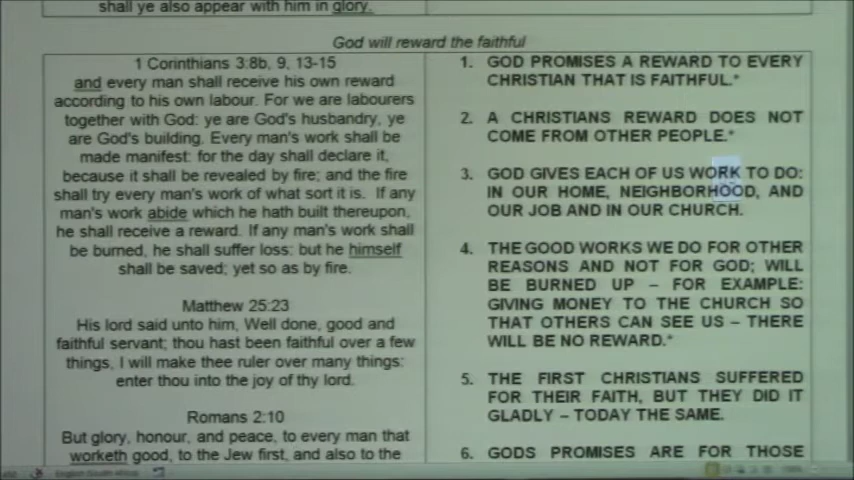 shall ye also appear with him in glory.
God will reward the faithful
1 Corinthians 3:8b, 9, 13-15
and every man shall receive his own reward
according to his own labour. For we are labourers
together with God: ye are God's husbandry, ye
are God's building. Every man's work shall be
made manifest: for the day shall declare it,
because it shall be revealed by fire; and the fire
shall try every man's work of what sort it is. If any
man's work abide which he hath built thereupon,
he shall receive a reward. If any man's work shall
be burned, he shall suffer loss: but he himself
shall be saved; yet so as by fire.
Matthew 25:23
His lord said unto him, Well done, good and
faithful servant; thou hast been faithful over a few
things, I will make thee ruler over many things:
enter thou into the joy of thy lord.
Romans 2:10
But glory, honour, and peace, to every man that
worketh good, to the Jew first, and also to the
1. GOD PROMISES A REWARD TO EVERY
CHRISTIAN THAT IS FAITHFUL.*
2. A CHRISTIANS REWARD DOES NOT
COME FROM OTHER PEOPLE.*
3. GOD GIVES EACH OF US WORK TO DO:
IN OUR HOME, NEIGHBORHOOD, AND
OUR JOB AND IN OUR CHURCH.
4. THE GOOD WORKS WE DO FOR OTHER
REASONS AND NOT FOR GOD; WILL
BE BURNED UP – FOR EXAMPLE:
GIVING MONEY TO THE CHURCH SO
THAT OTHERS CAN SEE US – THERE
WILL BE NO REWARD.*
5. THE FIRST CHRISTIANS SUFFERED
FOR THEIR FAITH, BUT THEY DID IT
GLADLY – TODAY THE SAME.
6. GODS PROMISES ARE FOR THOSE
English South Africa